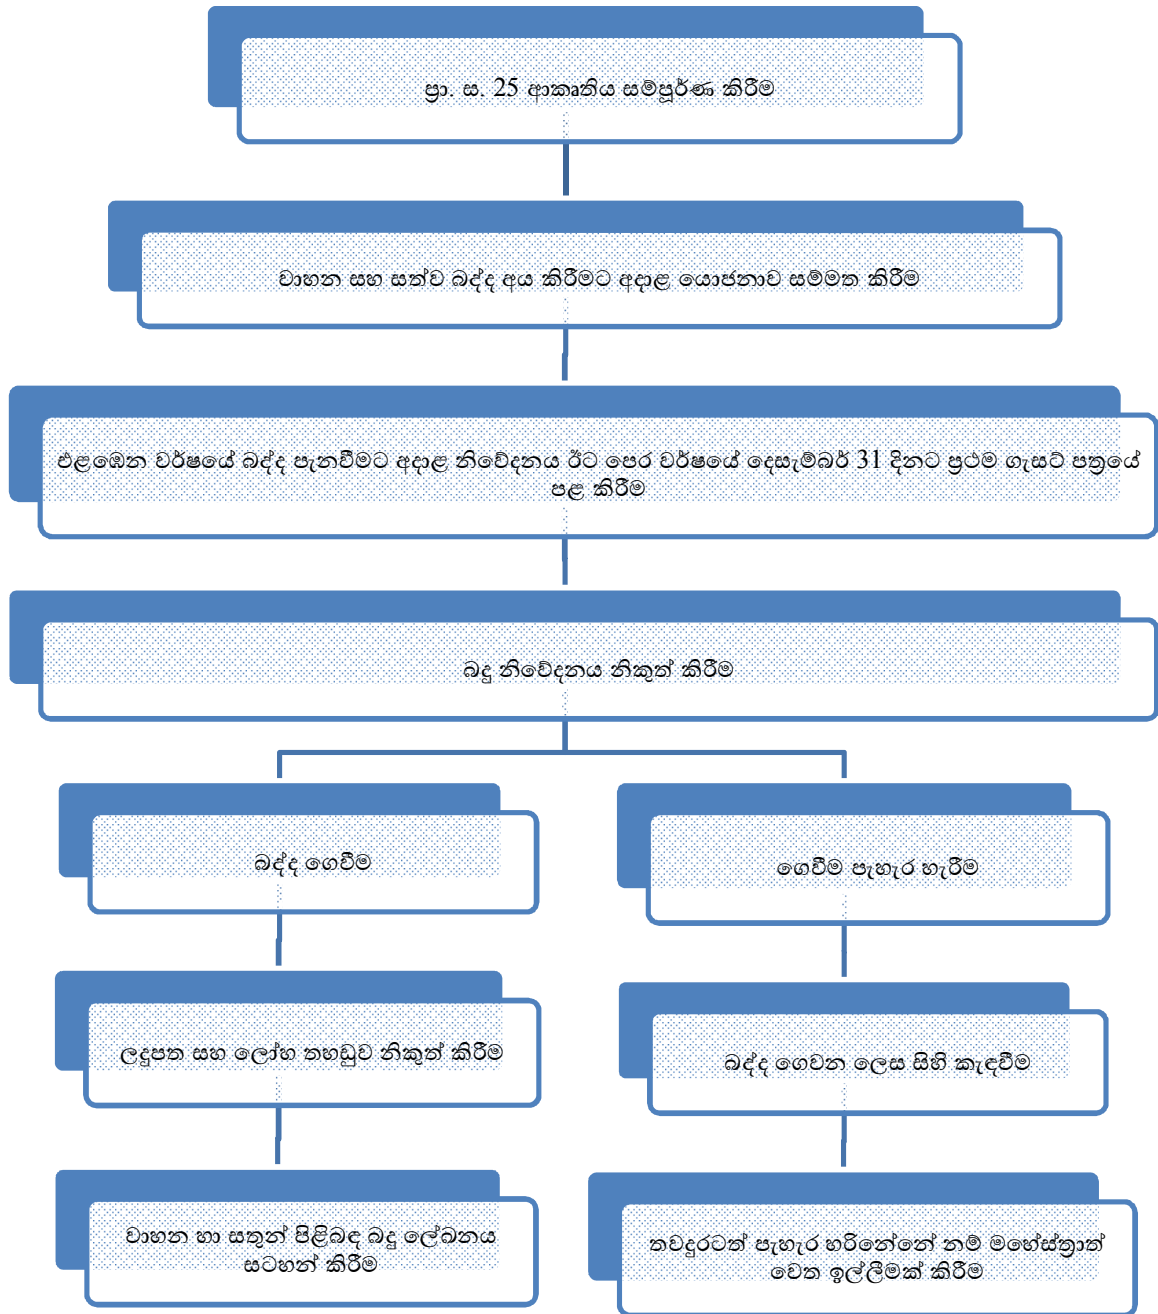 ප්‍රා. ස. 25 ආකෘතිය සම්පූර්ණ කිරීම
වාහන සහ සත්ව බද්ද අය කිරීමට අදාළ යොජනාව සම්මත කිරීම
එළඹෙන වර්ෂයේ බද්ද පැනවීමට අදාළ නිවේදනය ඊට පෙර වර්ෂයේ දෙසැම්බර් 31 දිනට ප්‍රථම ගැසට් පත්‍රයේ
පළ කිරීම
බදු නිවේදනය නිකුත් කිරීම
බද්ද ගෙවීම
ගෙවීම පැහැර හැරීම
ලදුපත සහ ලෝහ තහඩුව නිකුත් කිරීම
බද්ද ගෙවන ලෙස සිහි කැඳවීම
වාහන හා සතුන් පිළිබඳ බදු ලේඛනය
සටහන් කිරීම
තවදුරටත් පැහැර හරින්නේ නම් මහේස්ත්‍රාත්
වෙත ඉල්ලීමක් කිරීම